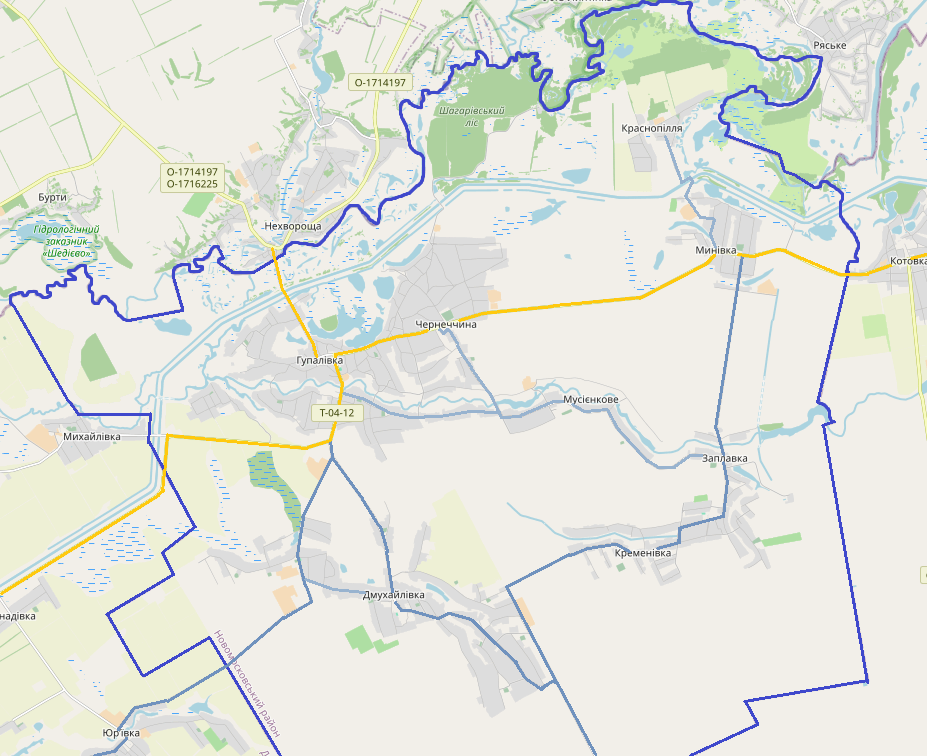 Ряське
О-1714197
Шагарівський
ліс
Краснопілля
О-1714197
О-1716225
Бурти
Нехвороща
Гідрологічний
заказник
«Шедієво»
Минівка
Котовка
Чернеччина
Гупалівка
Мусієнкове
Т-04-12
Михайлівка
Заплавка
Кременівка
Дмухайлівка
надівка
Новомосковський район
Юр'ївка